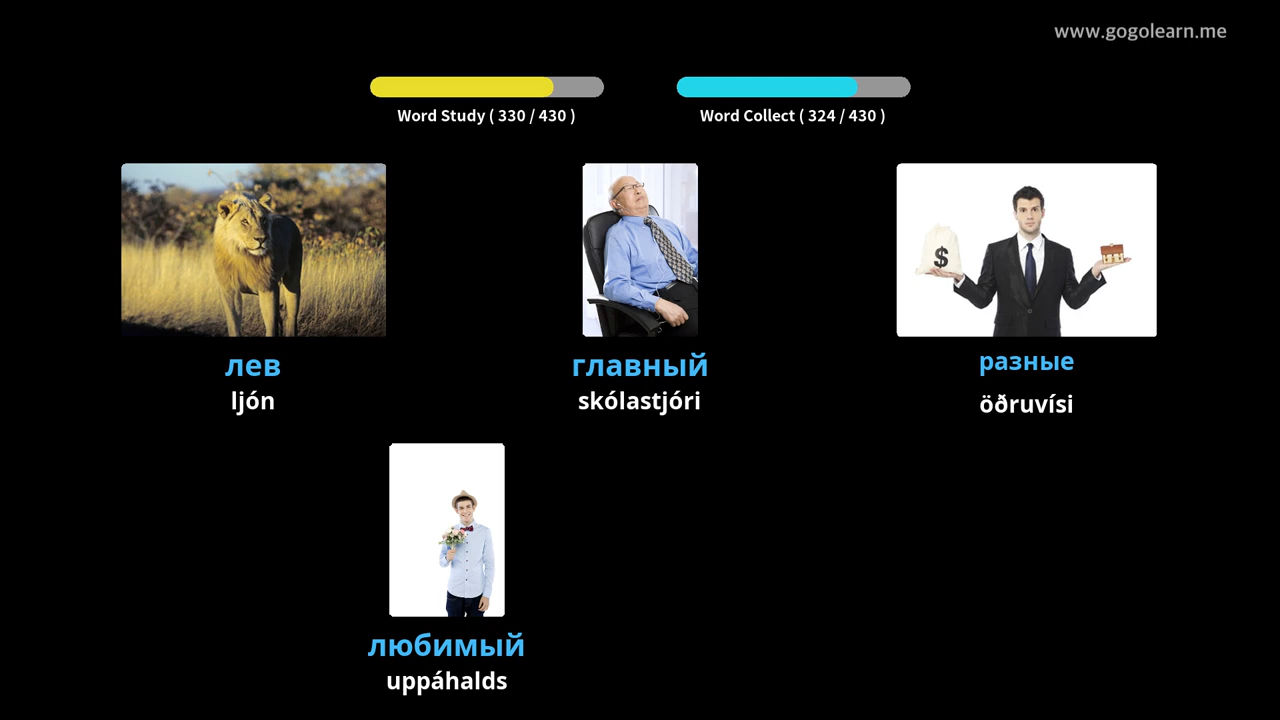 www.gogolearn.me
Word Study ( 330 / 430 )
Word Collect ( 324 / 430 )
$
лев
ljón
главный
skólastjóri
разные
öðruvísi
любимый
uppáhalds